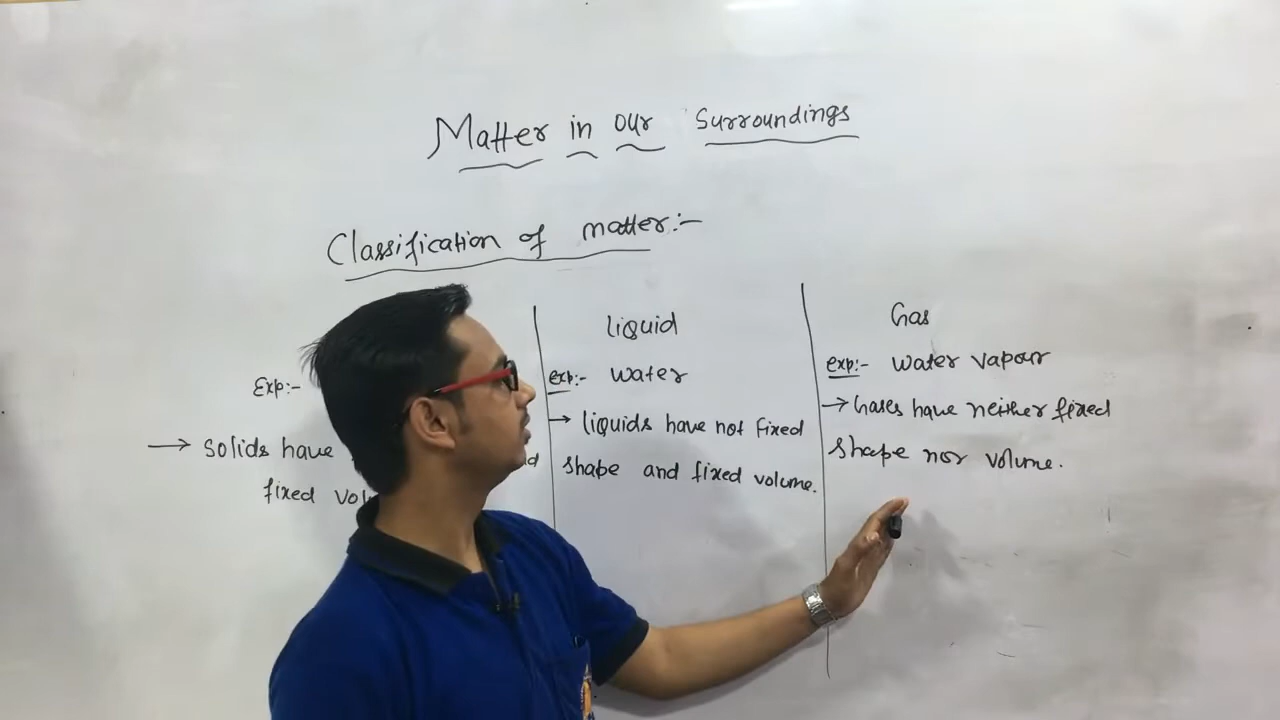 Matter in our Surroundings
Classification of matter:-
Exp:-
→ solids have
fixed
liquid
exp:- water
→ liquids have not fixed
shape and fixed volume.
Gas
exp:- water vapour
→ Gases have neither fixed
shape nor volume.